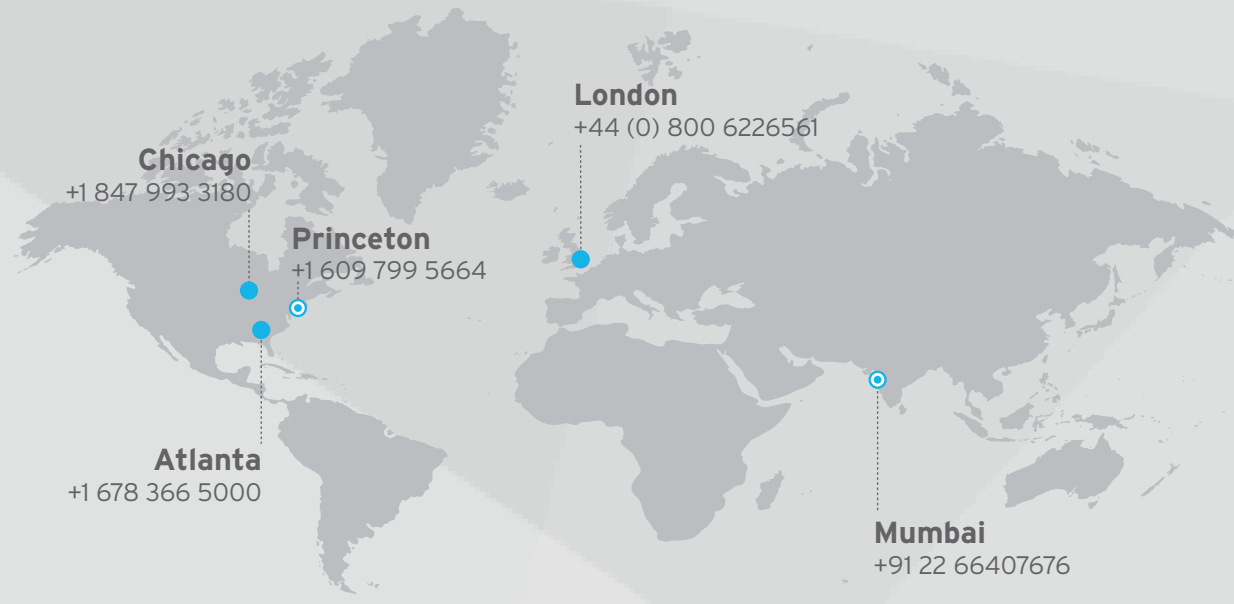 London
+44 (0) 800 6226561
Chicago
+1 847 993 3180
Princeton
+1 609 799 5664
Atlanta
+1 678 366 5000
Mumbai
+91 22 66407676